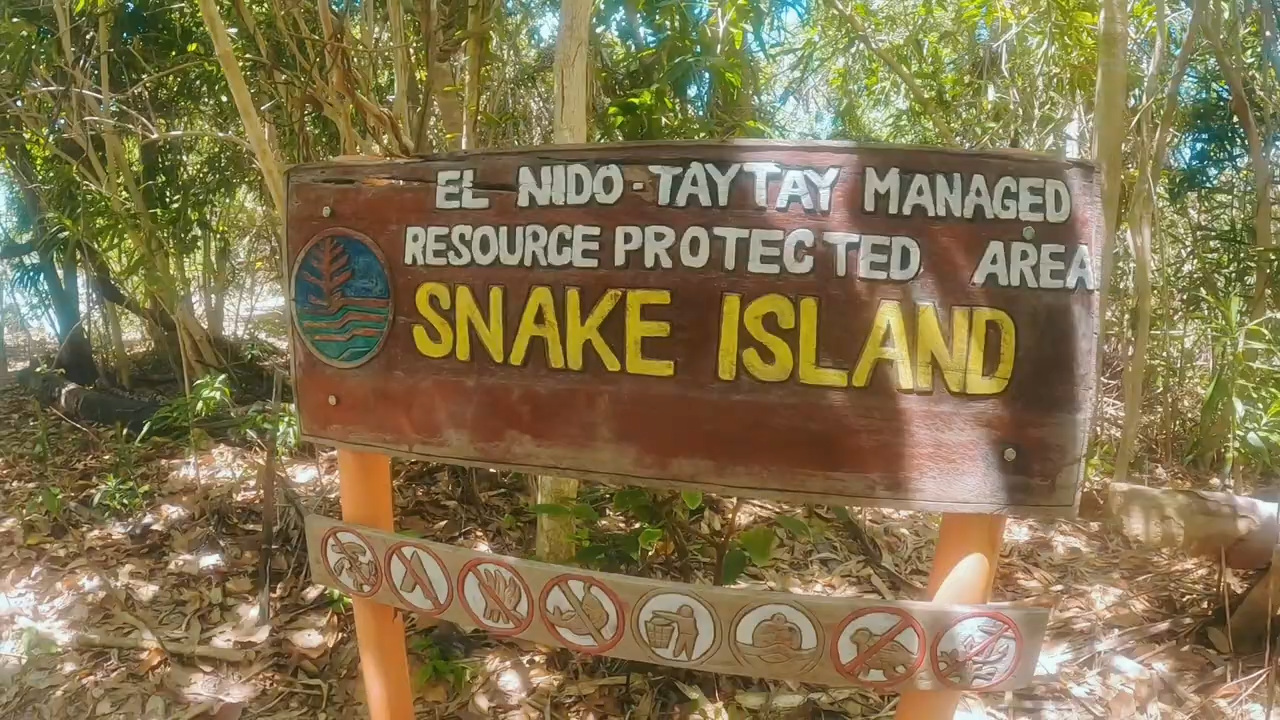 EL NIDO-TAYTAY MANAGED
RESOURCE PROTECTED AREA
SNAKE ISLAND